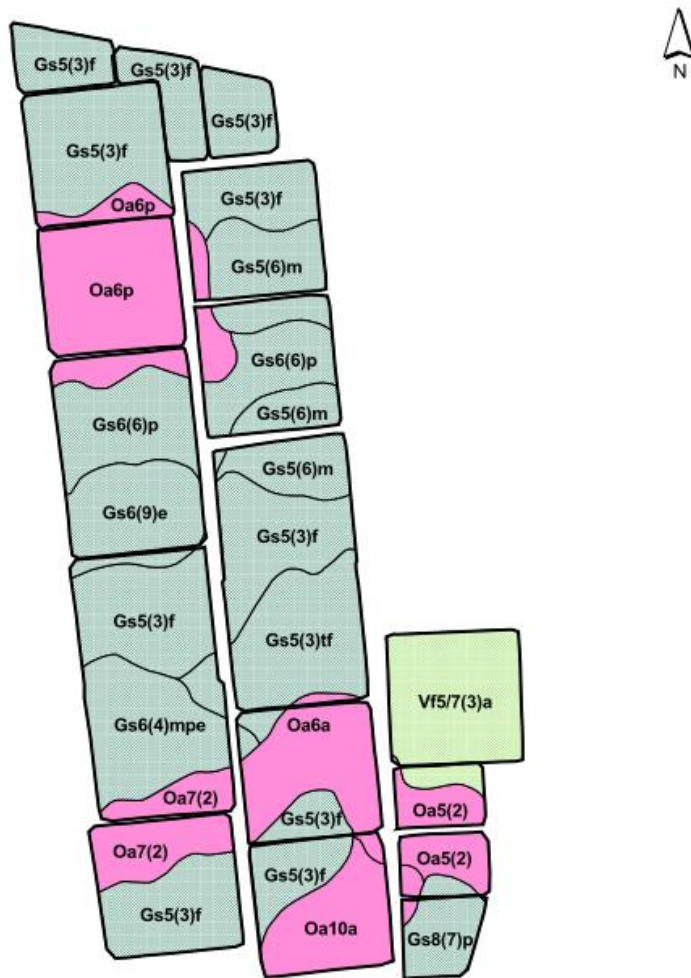 N
Gs5(3)f
Gs5(3)f
Gs5(3)f
Gs5(3)f
Oa6p
Gs5(3)f
Gs5(6)m
Oa6p
Gs6(6)p
Gs5(6)m
Gs6(6)p
Gs6(9)e
Gs5(6)m
Gs5(3)f
Gs5(3)tf
Gs5(3)f
Gs6(4)mpe
Oa7(2)
Vf5/7(3)a
Oa6a
Gs5(3)f
Oa5(2)
Oa7(2)
Gs5(3)f
Gs5(3)f
Oa10a
Oa5(2)
Gs8(7)p